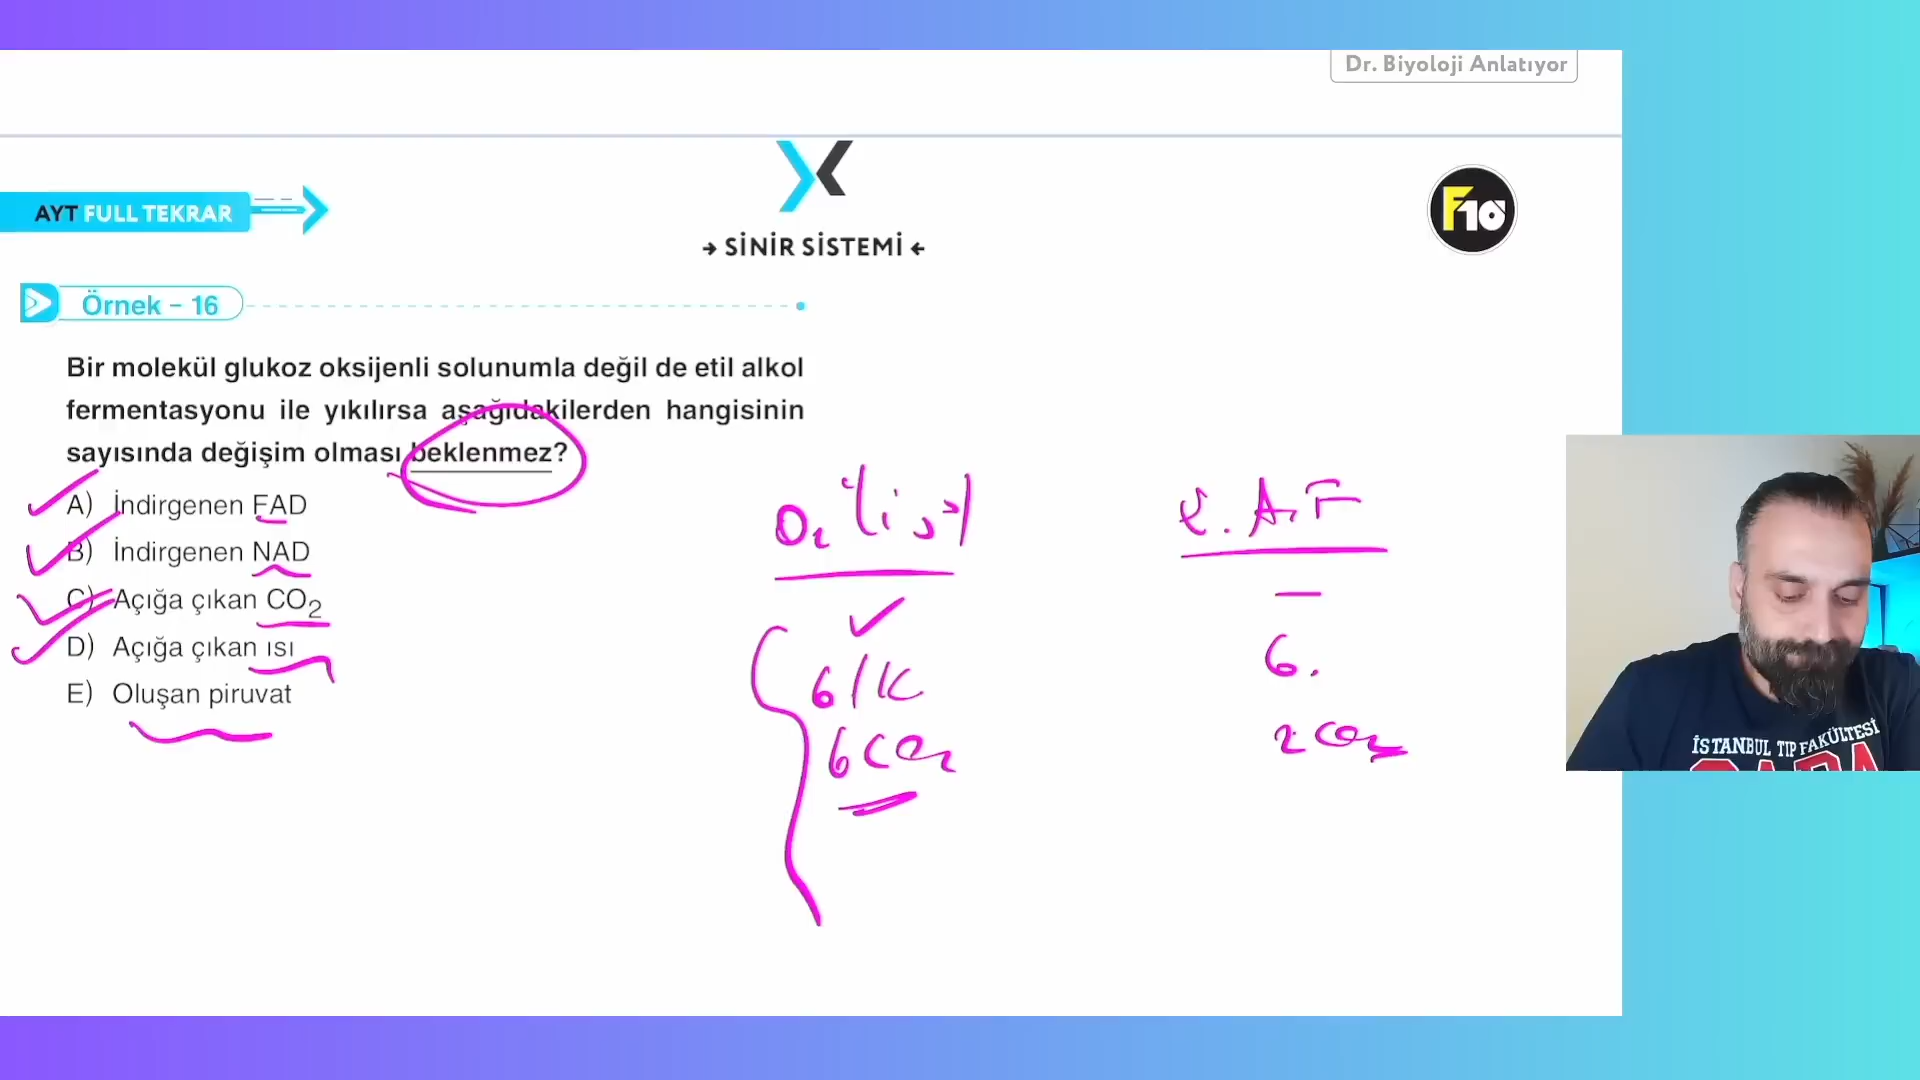 Dr. Biyoloji Anlatıyor
AYT FULL TEKRAR
→ SİNİR SİSTEMİ ←
F10
Örnek – 16
Bir molekül glukoz oksijenli solunumla değil de etil alkol
fermentasyonu ile yıkılırsa aşağıdakilerden hangisinin
sayısında değişim olması beklenmez?
A) İndirgenen FAD
B) İndirgenen NAD
C) Açığa çıkan CO₂
D) Açığa çıkan ısı
E) Oluşan piruvat
E.A.F
6CO₂
2CO₂
İSTANBUL TIP FAKÜLTESİ